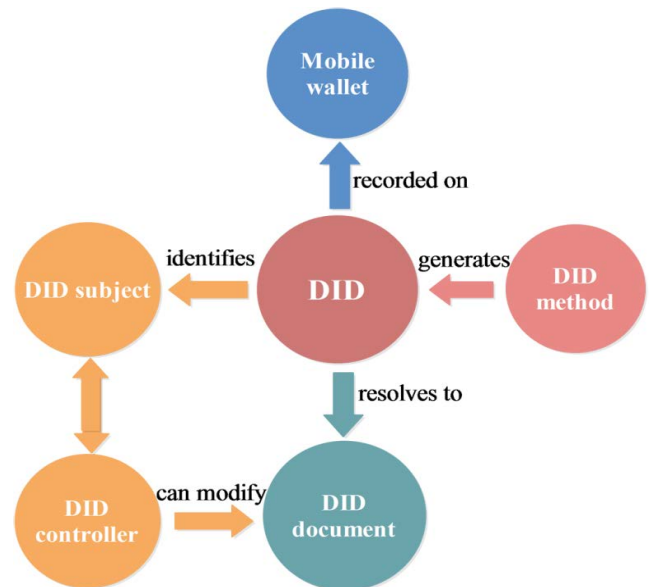 Mobile
wallet
recorded on
identifies
generates
DID subject
DID
DID
method
resolves to
can modify
DID
controller
DID
document